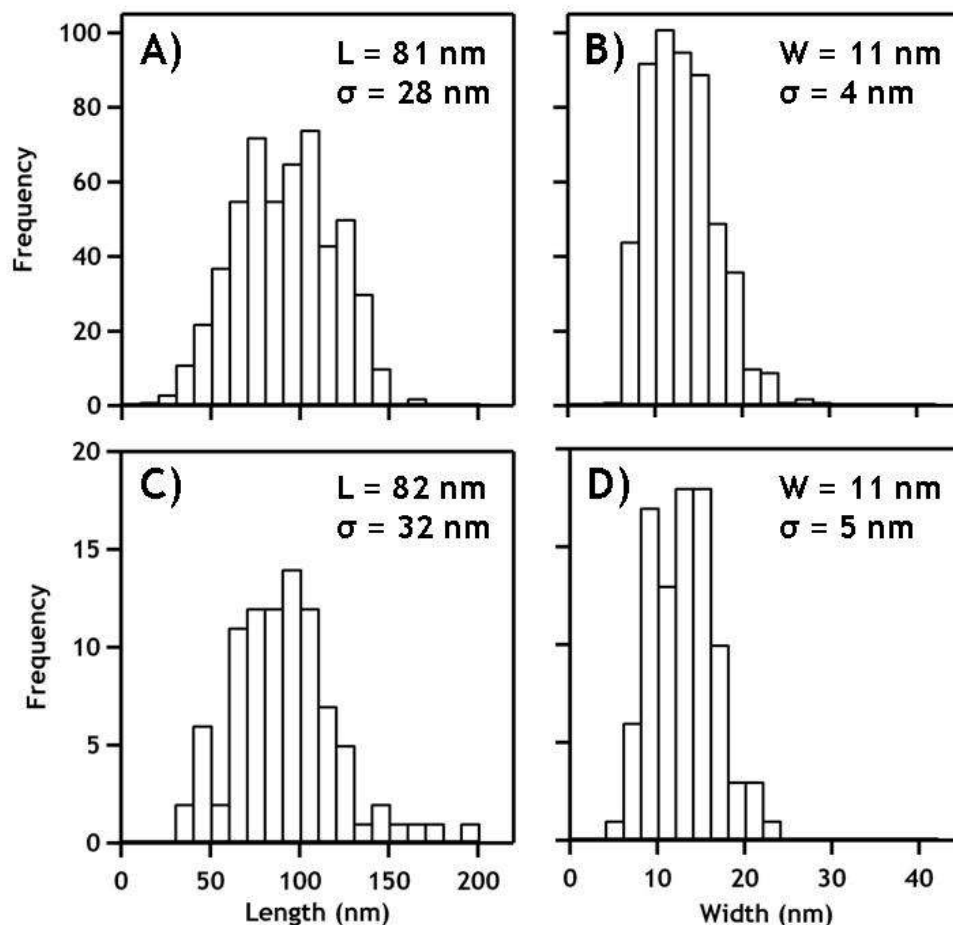 A)
L = 81 nm
σ = 28 nm
B)
W = 11 nm
σ = 4 nm
Frequency
100
80
60
40
20
0
C)
L = 82 nm
σ = 32 nm
D)
W = 11 nm
σ = 5 nm
Frequency
20
15
10
5
0
0 50 100 150 200
Length (nm)
0 10 20 30 40
Width (nm)